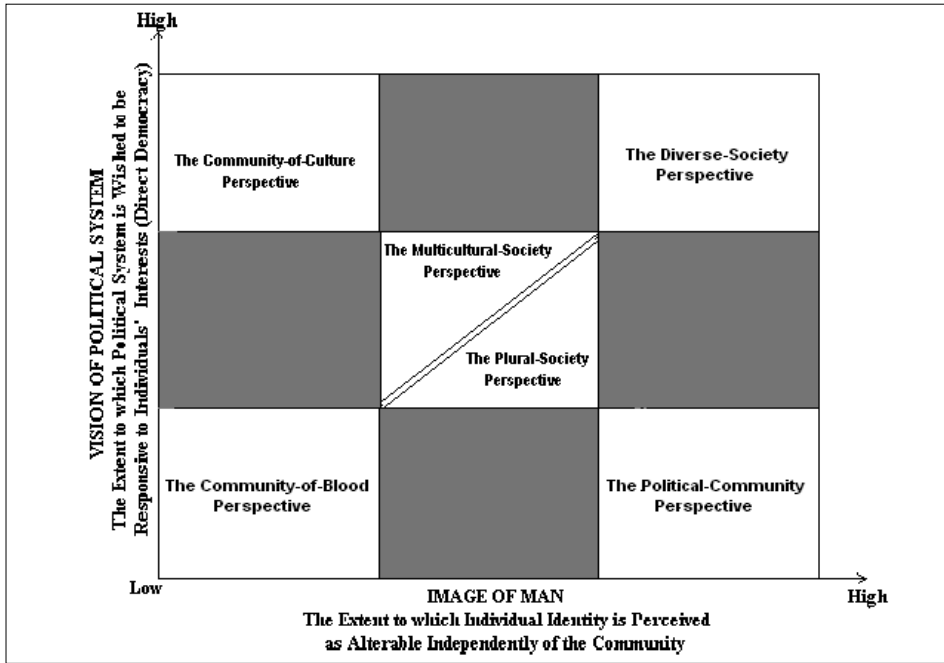 High
VISION OF POLITICAL SYSTEM
The Extent to which Political System is Wished to be
Responsive to Individuals' Interests (Direct Democracy)
The Community-of-Culture
Perspective
The Diverse-Society
Perspective
The Multicultural-Society
Perspective
The Plural-Society
Perspective
The Community-of-Blood
Perspective
The Political-Community
Perspective
Low
IMAGE OF MAN
High
The Extent to which Individual Identity is Perceived
as Alterable Independently of the Community